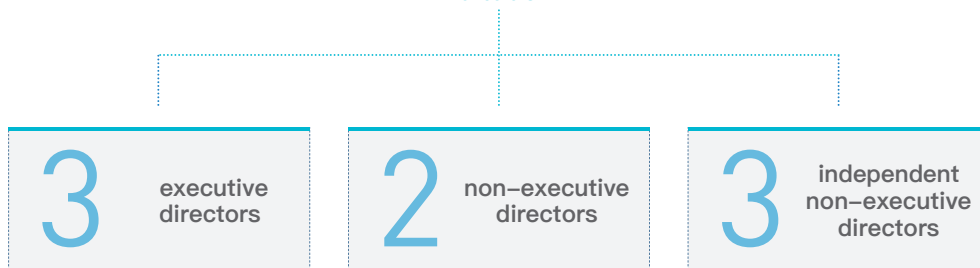 3
executive
directors
2
non–executive
directors
3
independent
non–executive
directors